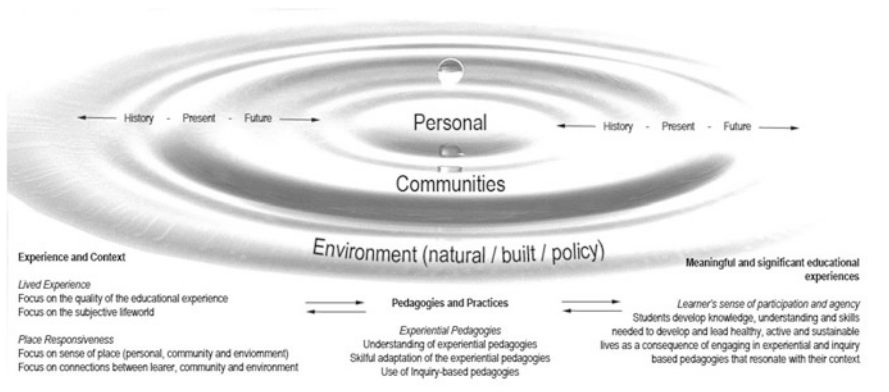 Personal
History - Present - Future
History - Present - Future
Communities
Environment (natural / built / policy)
Experience and Context
Lived Experience
Focus on the quality of the educational experience
Focus on the subjective lifeworld
Place Responsiveness
Focus on sense of place (personal, community and enviornment)
Focus on connections between learer, community and environment
Pedagogies and Practices
Experiential Pedagogies
Understanding of experiential pedagogies
Skilful adaptation of the experiential pedagogies
Use of Inquiry-based pedagogies
Meaningful and significant educational
experiences
Learner's sense of participation and agency
Students develop knowledge, understanding and skills
needed to develop and lead healthy, active and sustainable
lives as a consequence of engaging in experiential and inquiry
based pedagogies that resonate with their context